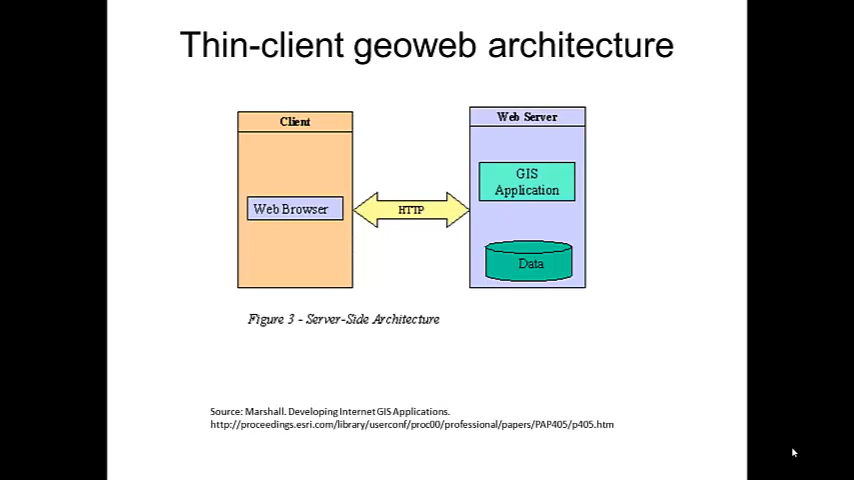 Thin-client geoweb architecture
Client
Web Server
GIS
Application
Web Browser
HTTP
Data
Figure 3 - Server-Side Architecture
Source: Marshall. Developing Internet GIS Applications.
http://proceedings.esri.com/library/userconf/proc00/professional/papers/PAP405/p405.htm